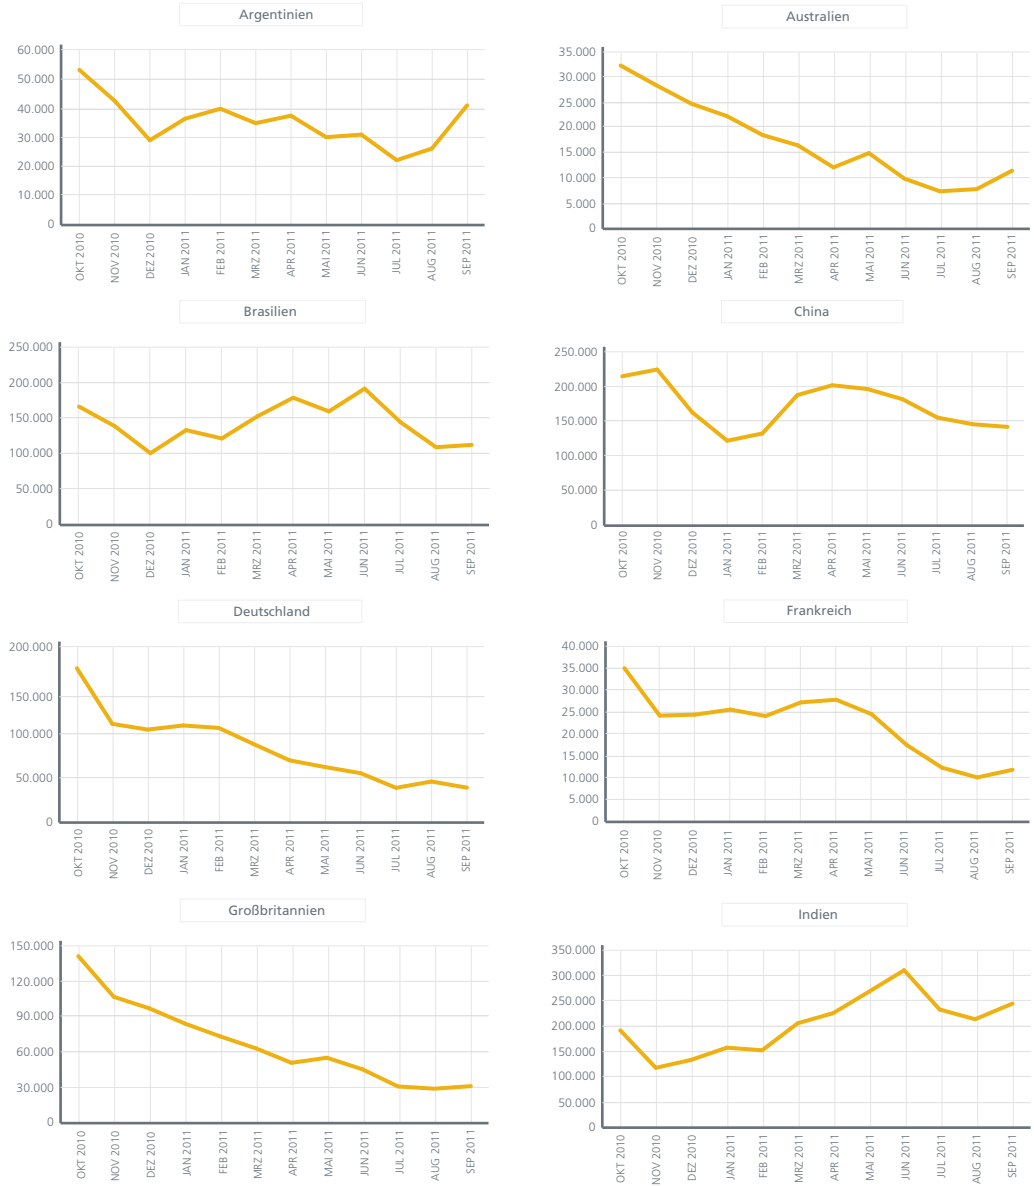 Argentinien
60.000
50.000
40.000
30.000
20.000
10.000
0
OKT 2010
NOV 2010
DEZ 2010
JAN 2011
FEB 2011
MRZ 2011
APR 2011
MAI 2011
JUN 2011
JUL 2011
AUG 2011
SEP 2011
Australien
35.000
30.000
25.000
20.000
15.000
10.000
5.000
0
OKT 2010
NOV 2010
DEZ 2010
JAN 2011
FEB 2011
MRZ 2011
APR 2011
MAI 2011
JUN 2011
JUL 2011
AUG 2011
SEP 2011
Brasilien
250.000
200.000
150.000
100.000
50.000
0
OKT 2010
NOV 2010
DEZ 2010
JAN 2011
FEB 2011
MRZ 2011
APR 2011
MAI 2011
JUN 2011
JUL 2011
AUG 2011
SEP 2011
China
250.000
200.000
150.000
100.000
50.000
0
OKT 2010
NOV 2010
DEZ 2010
JAN 2011
FEB 2011
MRZ 2011
APR 2011
MAI 2011
JUN 2011
JUL 2011
AUG 2011
SEP 2011
Deutschland
200.000
150.000
100.000
50.000
0
OKT 2010
NOV 2010
DEZ 2010
JAN 2011
FEB 2011
MRZ 2011
APR 2011
MAI 2011
JUN 2011
JUL 2011
AUG 2011
SEP 2011
Frankreich
40.000
35.000
30.000
25.000
20.000
15.000
10.000
5.000
0
OKT 2010
NOV 2010
DEZ 2010
JAN 2011
FEB 2011
MRZ 2011
APR 2011
MAI 2011
JUN 2011
JUL 2011
AUG 2011
SEP 2011
Großbritannien
150.000
120.000
90.000
60.000
30.000
0
OKT 2010
NOV 2010
DEZ 2010
JAN 2011
FEB 2011
MRZ 2011
APR 2011
MAI 2011
JUN 2011
JUL 2011
AUG 2011
SEP 2011
Indien
350.000
300.000
250.000
200.000
150.000
100.000
50.000
0
OKT 2010
NOV 2010
DEZ 2010
JAN 2011
FEB 2011
MRZ 2011
APR 2011
MAI 2011
JUN 2011
JUL 2011
AUG 2011
SEP 2011